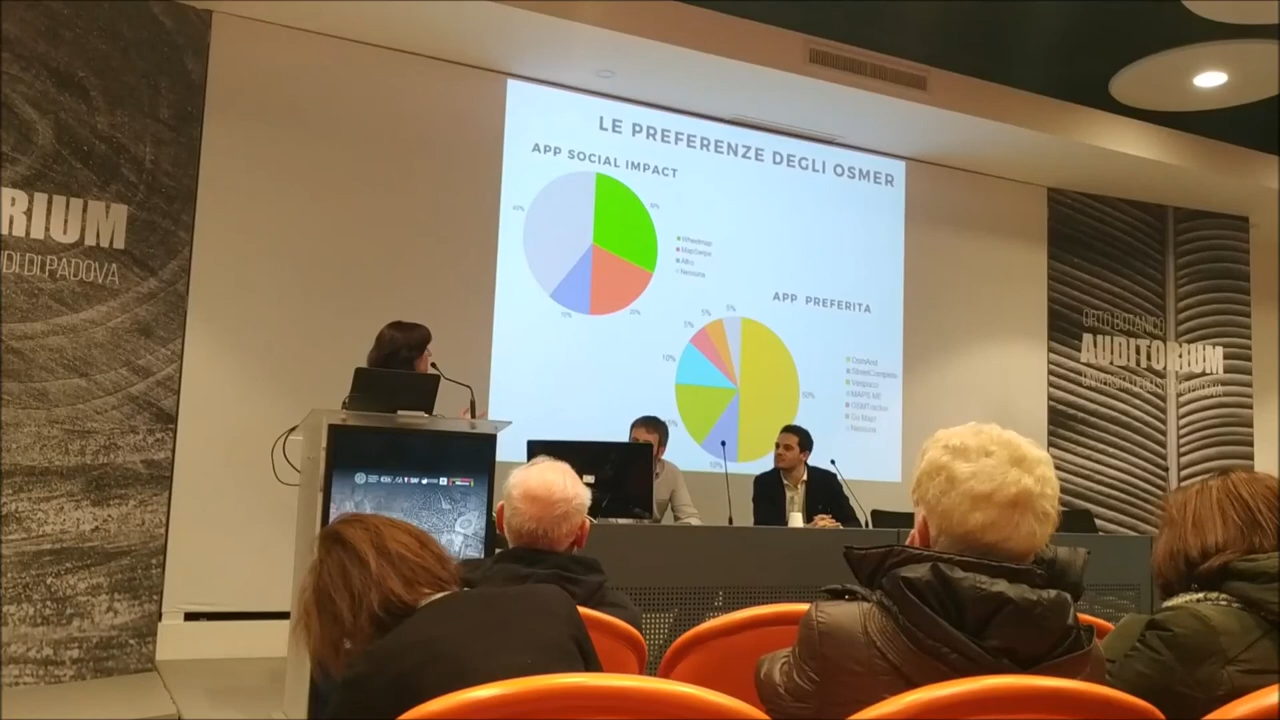 RIUM
DI DI PADOVA
LE PREFERENZE DEGLI OSMER
APP SOCIAL IMPACT
40%
20%
10%
Wheelmap
MapSwipe
Altro
Nessuna
APP PREFERITA
5%
5%
5%
10%
50%
10%
OsmAnd
StreetComplete
Vespucci
MAPS.ME
OSMTracker
Go Map!
Nessuna
ORTO BOTANICO
AUDITORIUM
UNIVERSITÀ DEGLI STUDI DI PADOVA